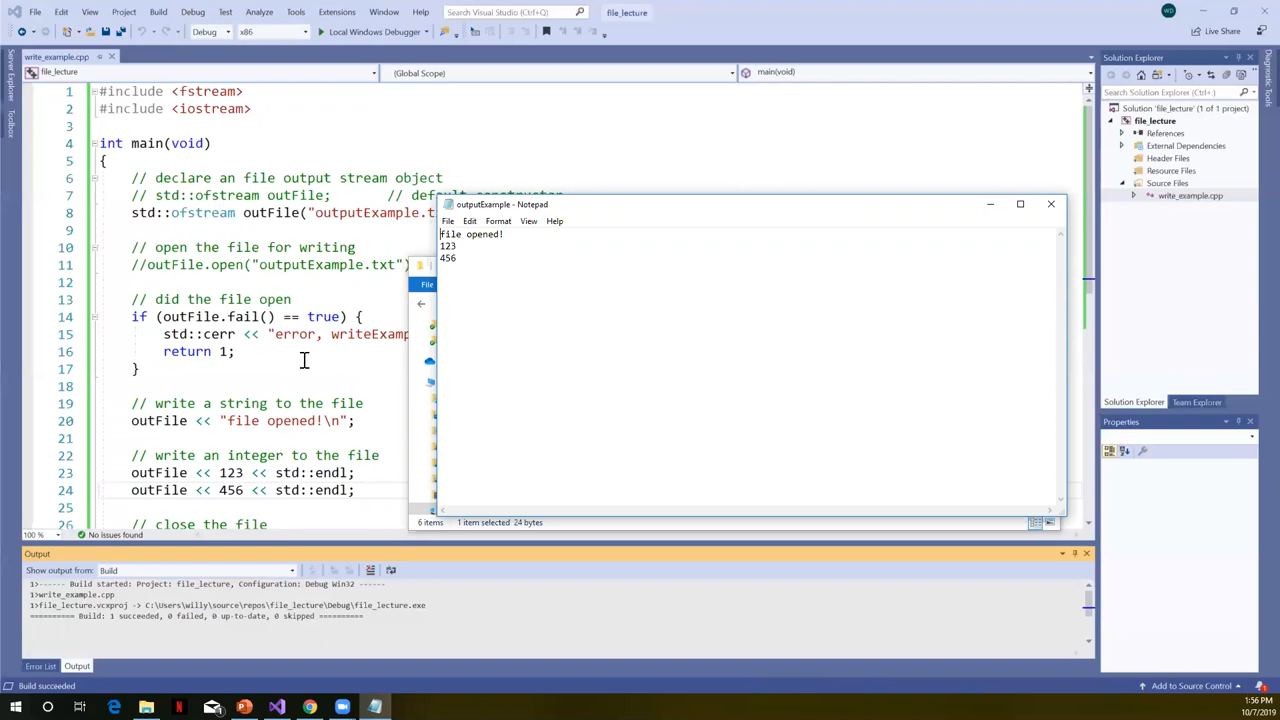 File Edit View Project Build Debug Test Analyze Tools Extensions Window Help Search Visual Studio (Ctrl+Q) file_lecture WD
Debug x86 Local Windows Debugger Live Share
write_example.cpp
file_lecture (Global Scope) main(void)
Server Explorer
Toolbox
1 #include <fstream>
2 #include <iostream>
3
4 int main(void)
5 {
6 // declare an file output stream object
7 // std::ofstream outFile; // default constructor
8 std::ofstream outFile("outputExample.t
9
10 // open the file for writing
11 //outFile.open("outputExample.txt")
12
13 // did the file open
14 if (outFile.fail() == true) {
15 std::cerr << "error, writeExamp
16 return 1;
17 }
18
19 // write a string to the file
20 outFile << "file opened!\n";
21
22 // write an integer to the file
23 outFile << 123 << std::endl;
24 outFile << 456 << std::endl;
25
26 // close the file
100 % No issues found
File
6 items 1 item selected 24 bytes
outputExample - Notepad
File Edit Format View Help
file opened!
123
456
Solution Explorer
Search Solution Explorer (Ctrl+;)
Solution 'file_lecture' (1 of 1 project)
file_lecture
References
External Dependencies
Header Files
Resource Files
Source Files
write_example.cpp
Solution Explorer Team Explorer
Properties
Diagnostic Tools
Output
Show output from: Build
1>------ Build started: Project: file_lecture, Configuration: Debug Win32 ------
1>write_example.cpp
1>file_lecture.vcxproj -> C:\Users\willy\source\repos\file_lecture\Debug\file_lecture.exe
========== Build: 1 succeeded, 0 failed, 0 up-to-date, 0 skipped ==========
Error List Output
Build succeeded Add to Source Control 1
1:56 PM
10/7/2019